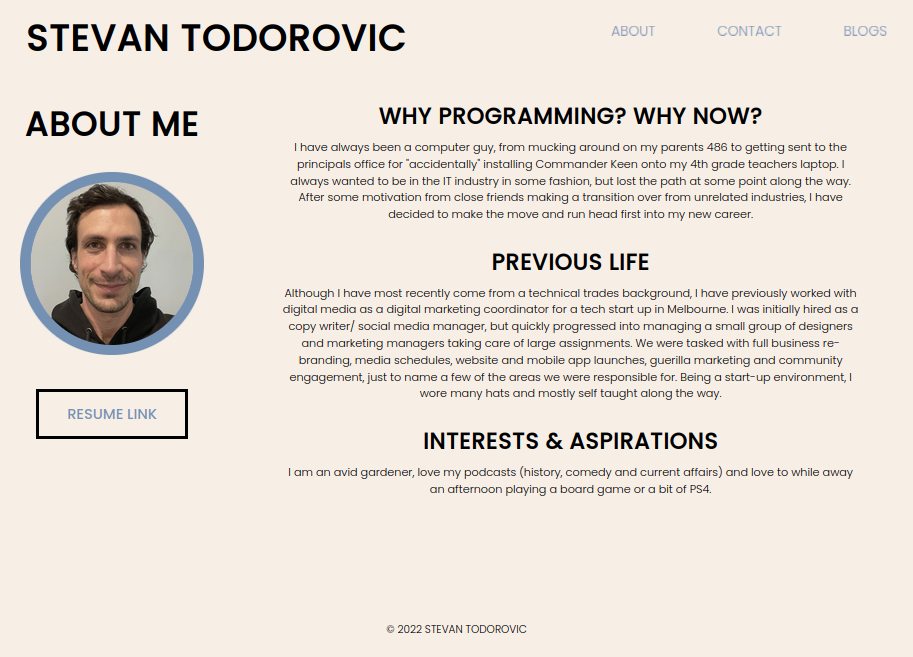 STEVAN TODOROVIC
ABOUT
CONTACT
BLOGS
ABOUT ME
RESUME LINK
WHY PROGRAMMING? WHY NOW?
I have always been a computer guy, from mucking around on my parents 486 to getting sent to the
principals office for "accidentally" installing Commander Keen onto my 4th grade teachers laptop. I
always wanted to be in the IT industry in some fashion, but lost the path at some point along the way.
After some motivation from close friends making a transition over from unrelated industries, I have
decided to make the move and run head first into my new career.
PREVIOUS LIFE
Although I have most recently come from a technical trades background, I have previously worked with
digital media as a digital marketing coordinator for a tech start up in Melbourne. I was initially hired as a
copy writer/ social media manager, but quickly progressed into managing a small group of designers
and marketing managers taking care of large assignments. We were tasked with full business re-
branding, media schedules, website and mobile app launches, guerilla marketing and community
engagement, just to name a few of the areas we were responsible for. Being a start-up environment, I
wore many hats and mostly self taught along the way.
INTERESTS & ASPIRATIONS
I am an avid gardener, love my podcasts (history, comedy and current affairs) and love to while away
an afternoon playing a board game or a bit of PS4.
© 2022 STEVAN TODOROVIC